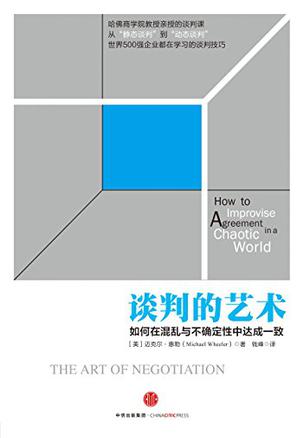 哈佛商学院教授亲授的谈判课
从“静态谈判”到“动态谈判”
世界500强企业都在学习的谈判技巧
How to
Improvise
Agreement
in a
Chaotic
World
谈判的艺术
如何在混乱与不确定性中达成一致
[美] 迈克尔·惠勒 (Michael Wheeler) ◎著 钱峰◎译
THE ART OF NEGOTIATION
中信出版集团·CHINACITICPRESS